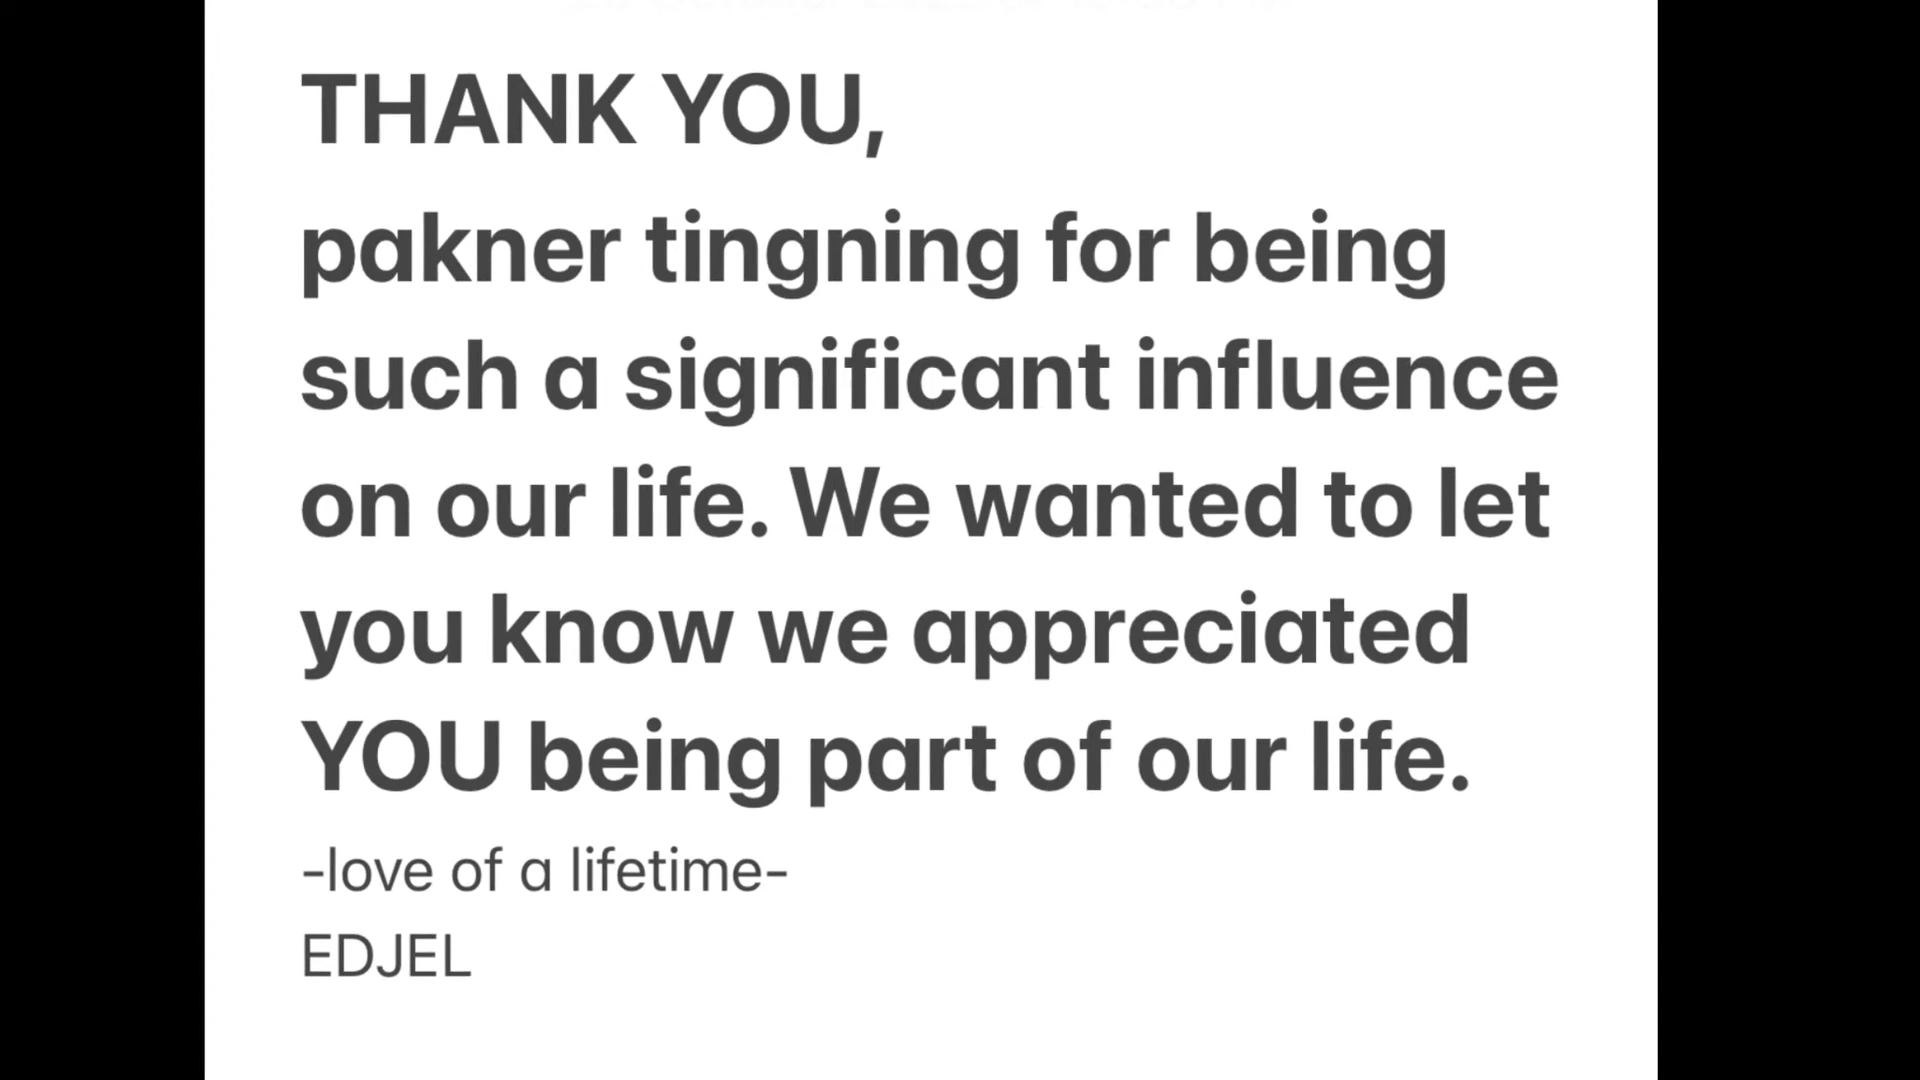 THANK YOU,
pakner tingning for being
such a significant influence
on our life. We wanted to let
you know we appreciated
YOU being part of our life.
-love of a lifetime-
EDJEL